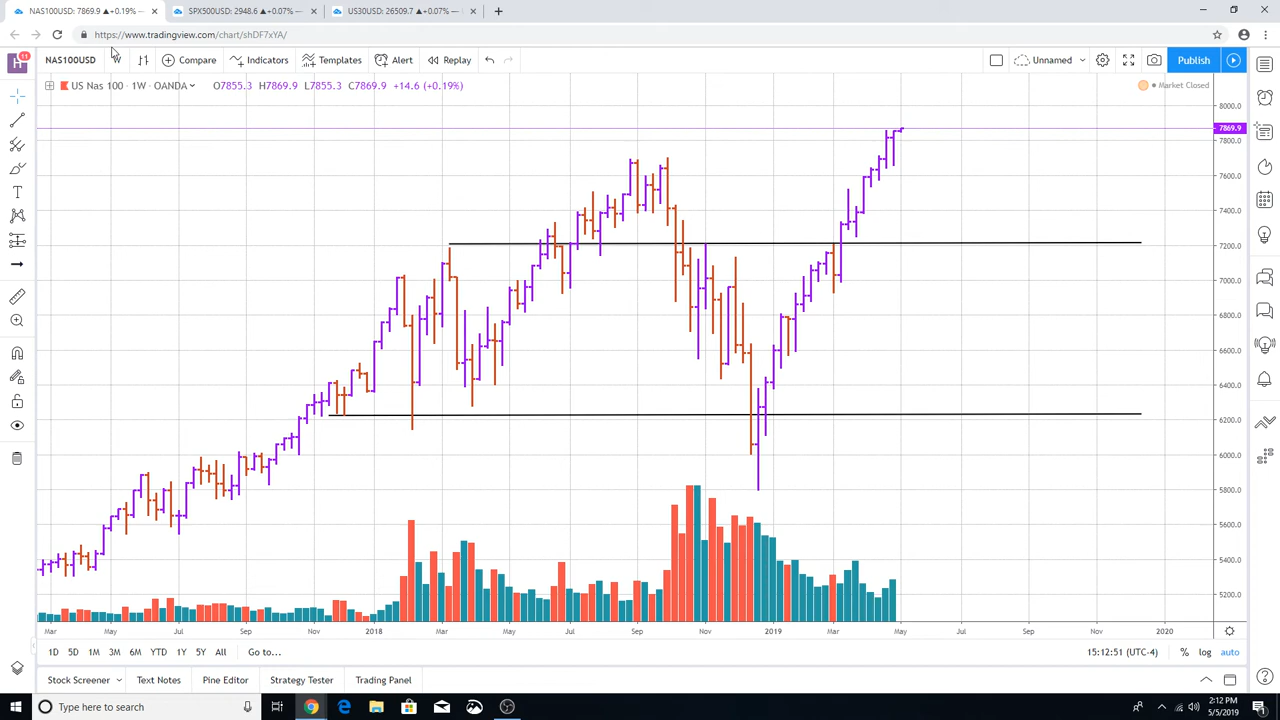 NAS100USD: 7869.9 ▲+0.19% —
SPX500USD: 2948.6 ▲+0.07% —
US30USD: 26509.7 ▲+0.07% —
https://www.tradingview.com/chart/shDF7xYA/
H
11
NAS100USD
W
Compare
Indicators
Templates
Alert
Replay
Unnamed
Publish
US Nas 100 · 1W · OANDA
O7855.3 H7869.9 L7855.3 C7869.9 +14.6 (+0.19%)
Market Closed
8000.0
7869.9
7800.0
7600.0
7400.0
7200.0
7000.0
6800.0
6600.0
6400.0
6200.0
6000.0
5800.0
5600.0
5400.0
5200.0
Mar May Jul Sep Nov 2018 Mar May Jul Sep Nov 2019 Mar May Jul Sep Nov 2020
1D 5D 1M 3M 6M YTD 1Y 5Y All Go to...
15:12:51 (UTC-4) % log auto
Stock Screener Text Notes Pine Editor Strategy Tester Trading Panel
Type here to search
2:12 PM
5/5/2019